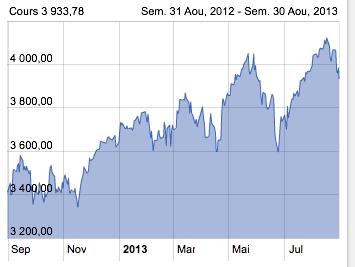 Cours 3 933,78 Sem. 31 Aou, 2012 - Sem. 30 Aou, 2013
4 000,00
3 800,00
3 600,00
3 400,00
3 200,00
Sep Nov 2013 Mar Mai Jul